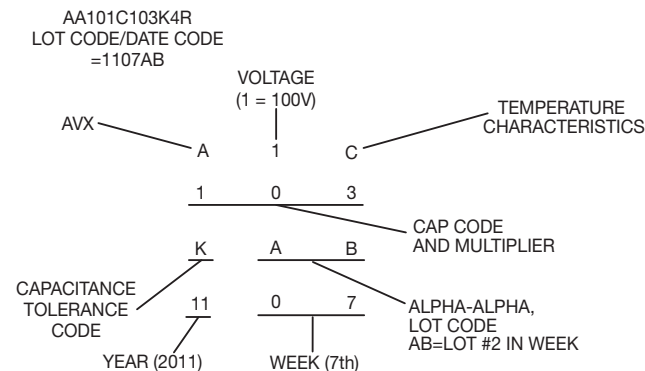 AA101C103K4R
LOT CODE/DATE CODE
=1107AB
VOLTAGE
(1 = 100V)
TEMPERATURE
CHARACTERISTICS
AVX
A 1 C
1 0 3
CAP CODE
AND MULTIPLIER
K A B
CAPACITANCE
TOLERANCE
CODE
11 0 7
ALPHA-ALPHA,
LOT CODE
AB=LOT #2 IN WEEK
YEAR (2011)
WEEK (7th)